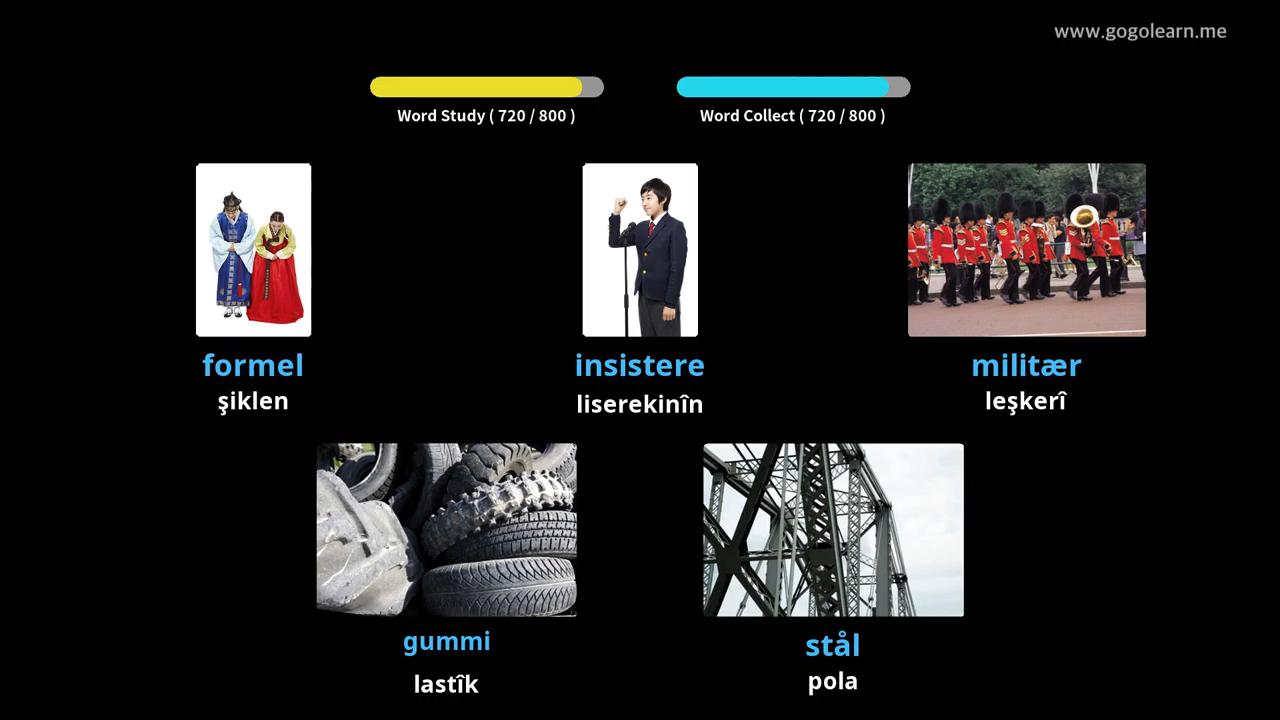 www.gogolearn.me
Word Study ( 720 / 800 )
Word Collect ( 720 / 800 )
formel
şiklen
insistere
liserekinîn
militær
leşkerî
gummi
lastîk
stål
pola